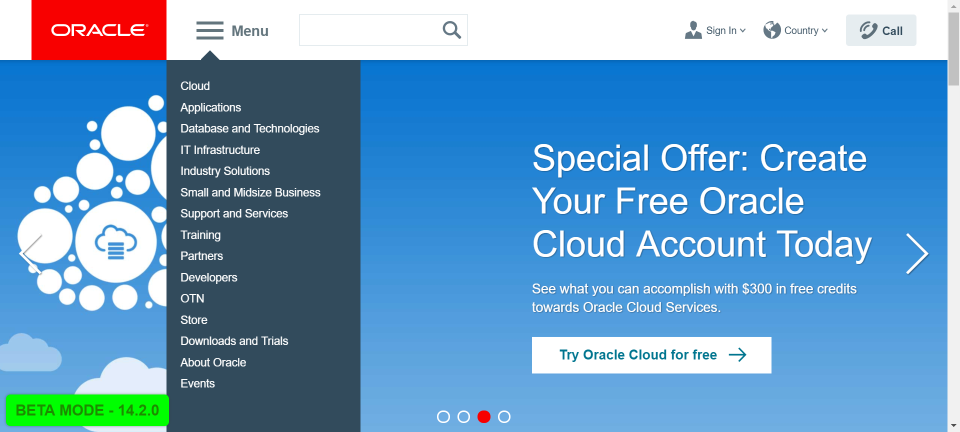 ORACLE
Menu
Sign In
Country
Call
Cloud
Applications
Database and Technologies
IT Infrastructure
Industry Solutions
Small and Midsize Business
Support and Services
Training
Partners
Developers
OTN
Store
Downloads and Trials
About Oracle
Events
Special Offer: Create
Your Free Oracle
Cloud Account Today
See what you can accomplish with $300 in free credits
towards Oracle Cloud Services.
Try Oracle Cloud for free
BETA MODE - 14.2.0